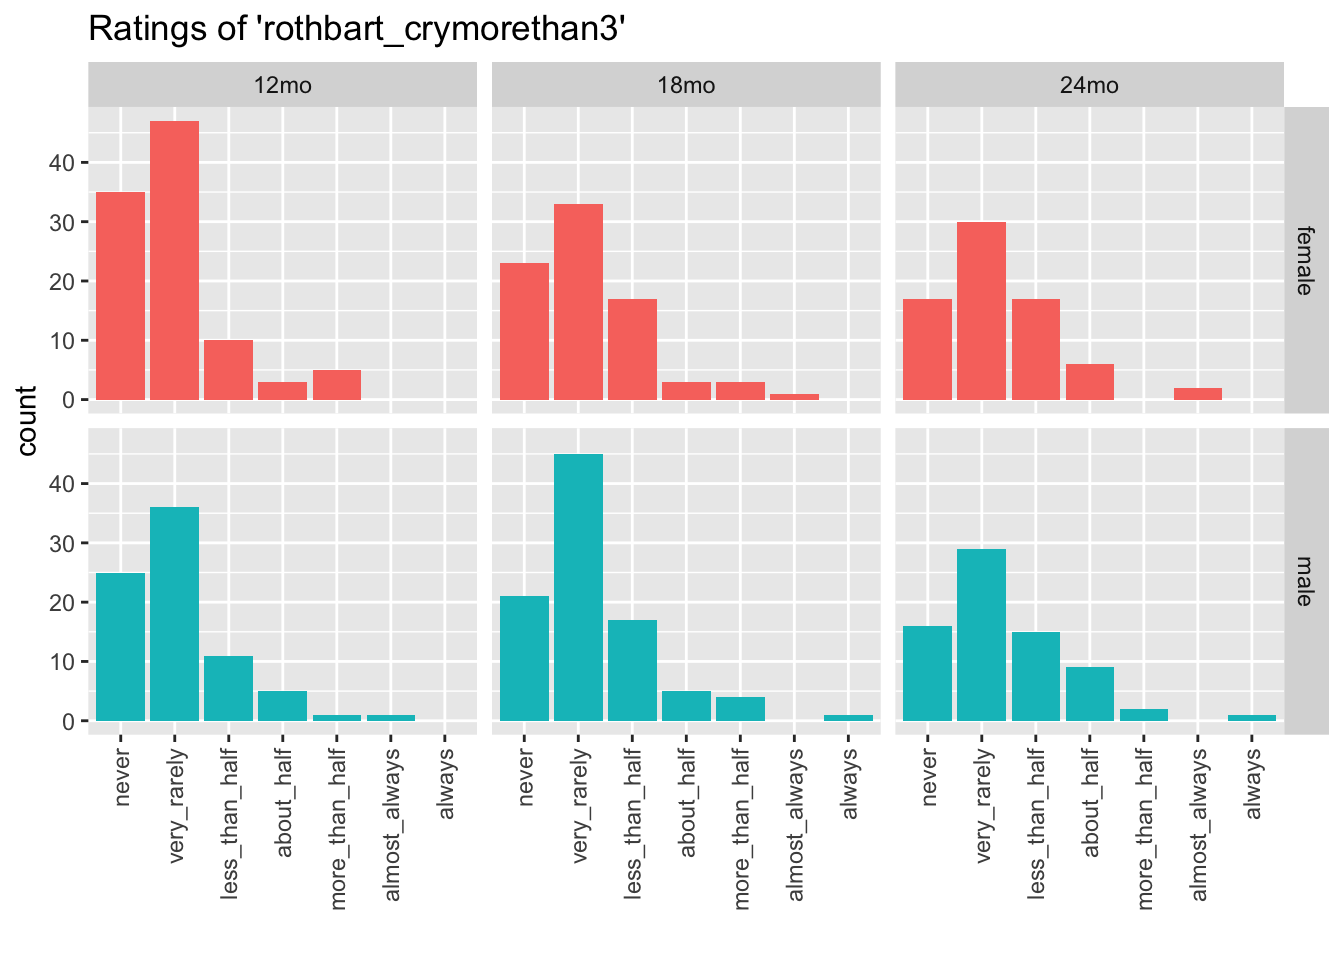 Ratings of 'rothbart_crymorethan3'
12mo 18mo 24mo
count
40
30
20
10
0
female
40
30
20
10
0
male
never very_rarely less_than_half about_half more_than_half almost_always always
never very_rarely less_than_half about_half more_than_half almost_always always
never very_rarely less_than_half about_half more_than_half almost_always always